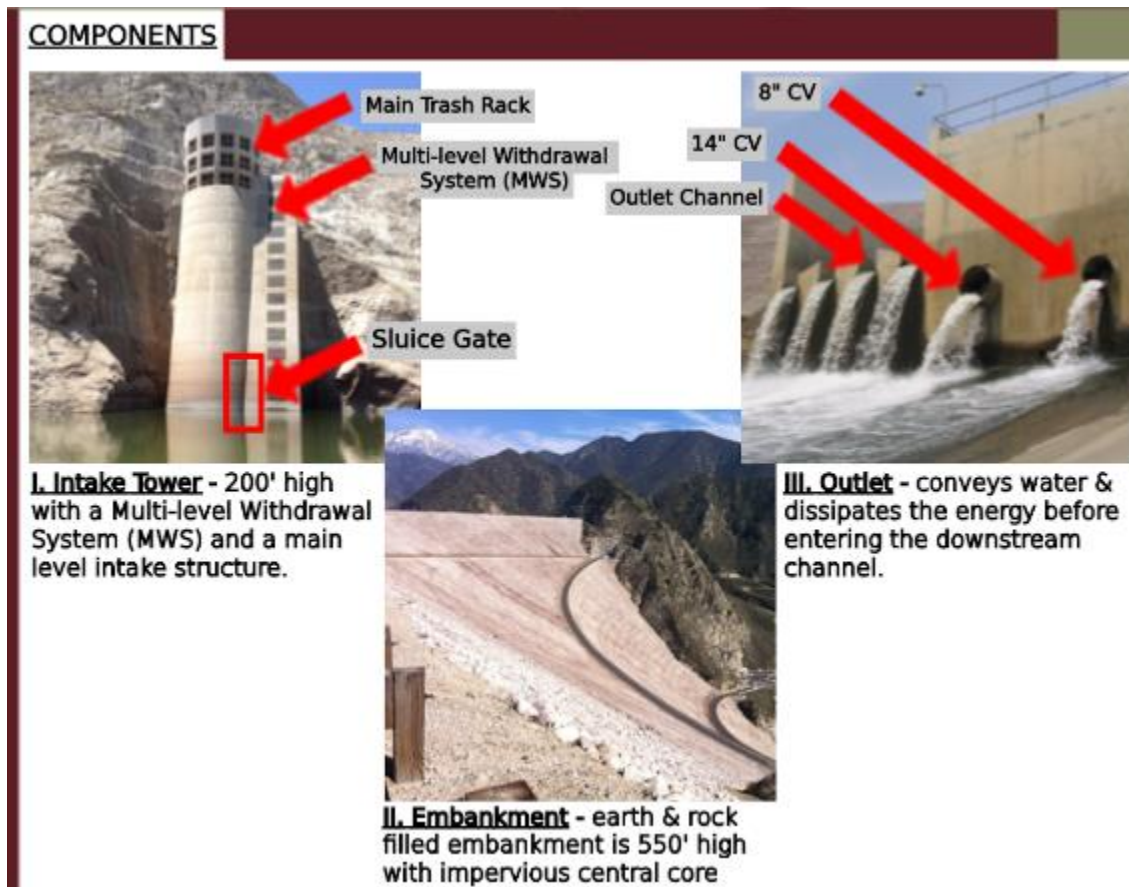 COMPONENTS
Main Trash Rack
Multi-level Withdrawal
System (MWS)
Sluice Gate
8" CV
14" CV
Outlet Channel
I. Intake Tower - 200' high
with a Multi-level Withdrawal
System (MWS) and a main
level intake structure.
II. Embankment - earth & rock
filled embankment is 550' high
with impervious central core
III. Outlet - conveys water &
dissipates the energy before
entering the downstream
channel.